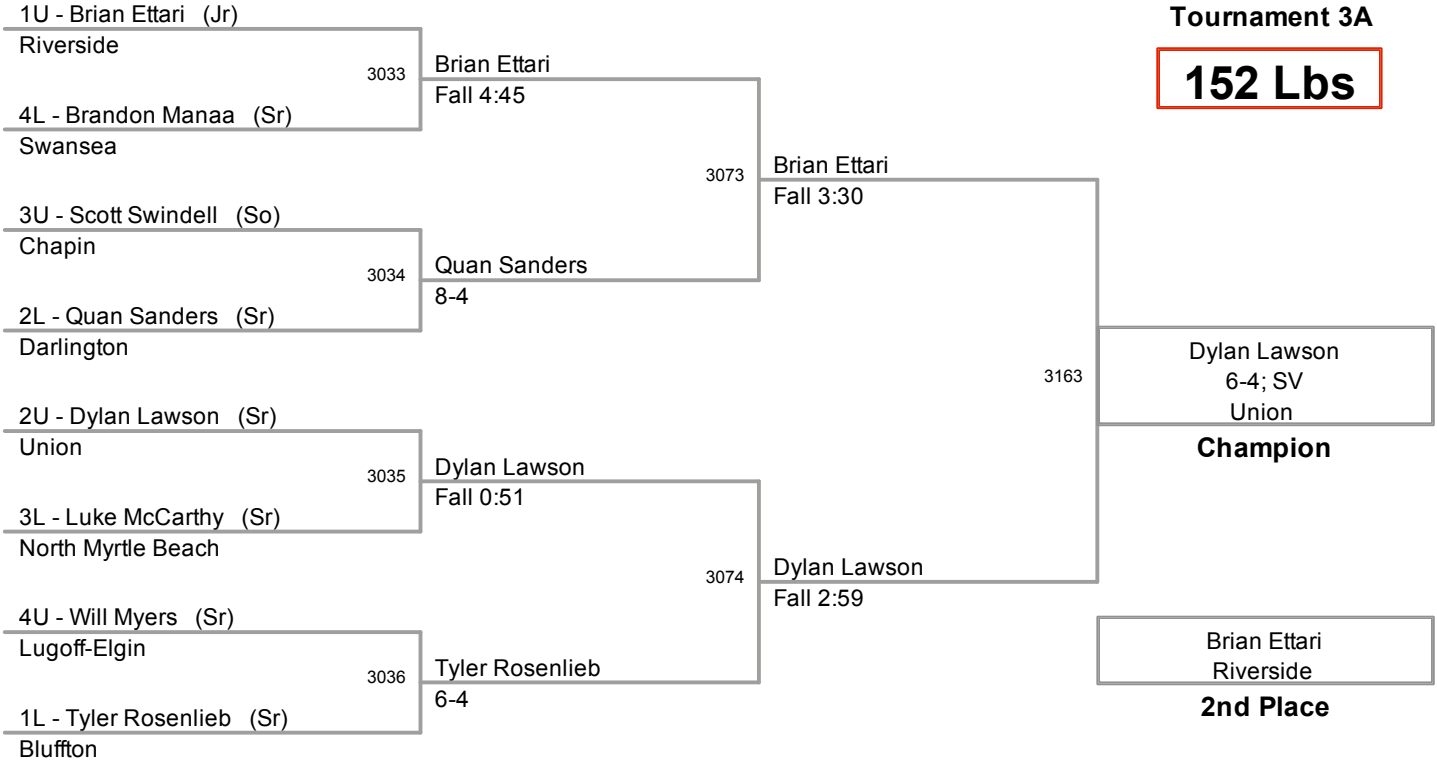 1U - Brian Ettari (Jr)
Riverside
4L - Brandon Manaa (Sr)
Swansea
3U - Scott Swindell (So)
Chapin
2L - Quan Sanders (Sr)
Darlington
2U - Dylan Lawson (Sr)
Union
3L - Luke McCarthy (Sr)
North Myrtle Beach
4U - Will Myers (Sr)
Lugoff-Elgin
1L - Tyler Rosenlieb (Sr)
Bluffton
3033
3034
3035
3036
Brian Ettari
Fall 4:45
Quan Sanders
8-4
Dylan Lawson
Fall 0:51
Tyler Rosenlieb
6-4
3073
3074
Brian Ettari
Fall 3:30
Dylan Lawson
Fall 2:59
3163
Tournament 3A
152 Lbs
Dylan Lawson
6-4; SV
Union
Champion
Brian Ettari
Riverside
2nd Place